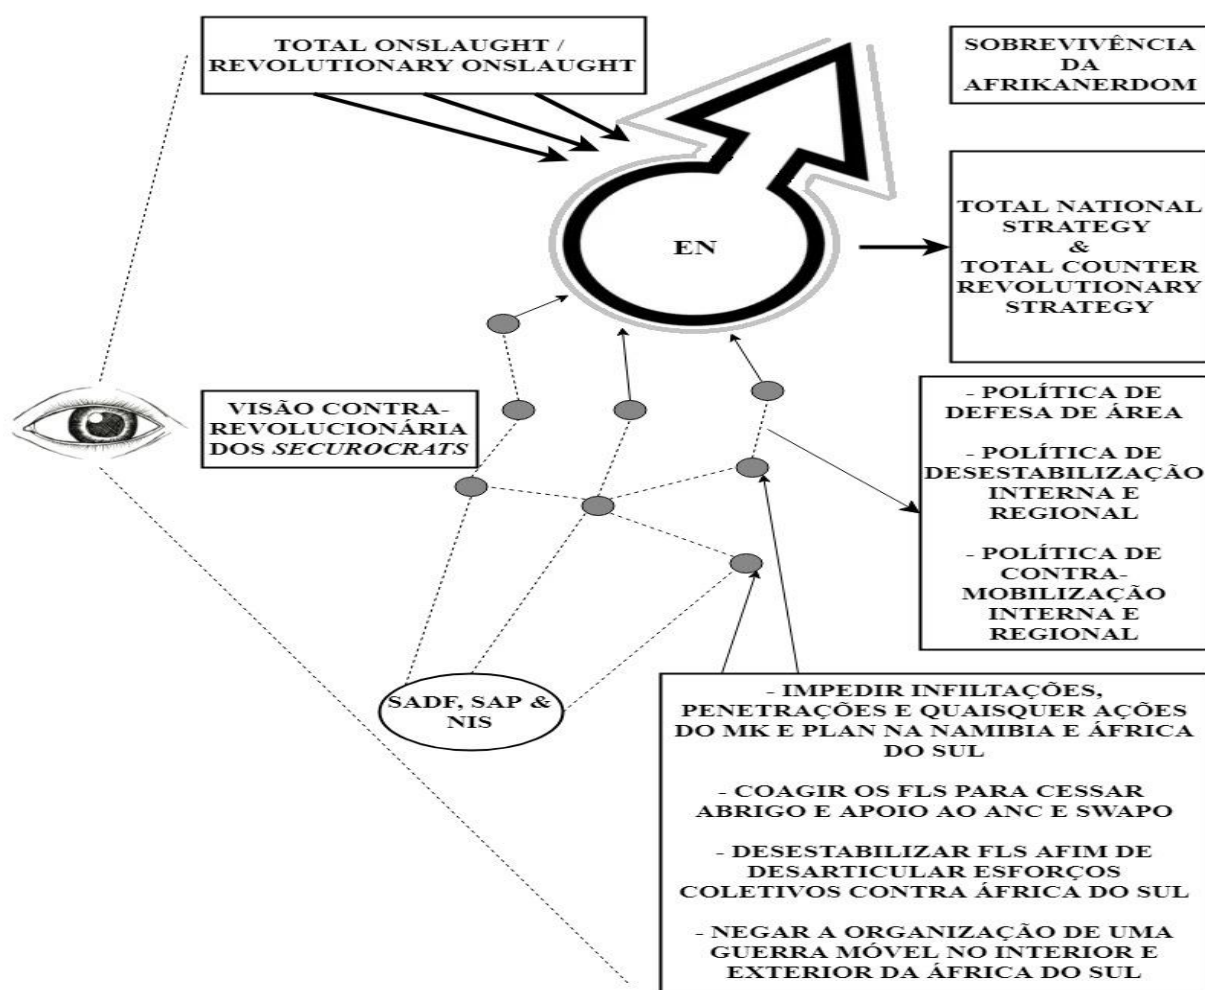 TOTAL ONSLAUGHT /
REVOLUTIONARY ONSLAUGHT
SOBREVIVÊNCIA
DA
AFRIKANERDOM
EN
TOTAL NATIONAL
STRATEGY
&
TOTAL COUNTER
REVOLUTIONARY
STRATEGY
VISÃO CONTRA-
REVOLUCIONÁRIA
DOS SECUROCRATS
- POLÍTICA DE
DEFESA DE ÁREA
- POLÍTICA DE
DESESTABILIZAÇÃO
INTERNA E
REGIONAL
- POLÍTICA DE
CONTRA-
MOBILIZAÇÃO
INTERNA E
REGIONAL
SADF, SAP &
NIS
- IMPEDIR INFILTAÇÕES,
PENETRAÇÕES E QUAISQUER AÇÕES
DO MK E PLAN NA NAMIBIA E ÁFRICA
DO SUL
- COAGIR OS FLS PARA CESSAR
ABRIGO E APOIO AO ANC E SWAPO
- DESESTABILIZAR FLS AFIM DE
DESARTICULAR ESFORÇOS
COLETIVOS CONTRA ÁFRICA DO SUL
- NEGAR A ORGANIZAÇÃO DE UMA
GUERRA MÓVEL NO INTERIOR E
EXTERIOR DA ÁFRICA DO SUL